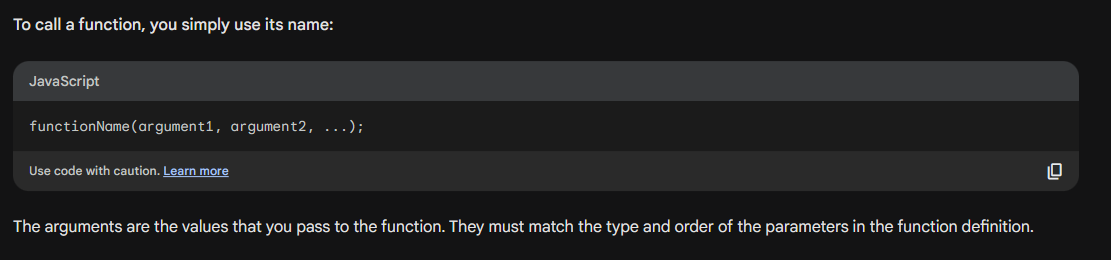 To call a function, you simply use its name:
JavaScript
functionName(argument1, argument2, ...);
Use code with caution. Learn more
The arguments are the values that you pass to the function. They must match the type and order of the parameters in the function definition.